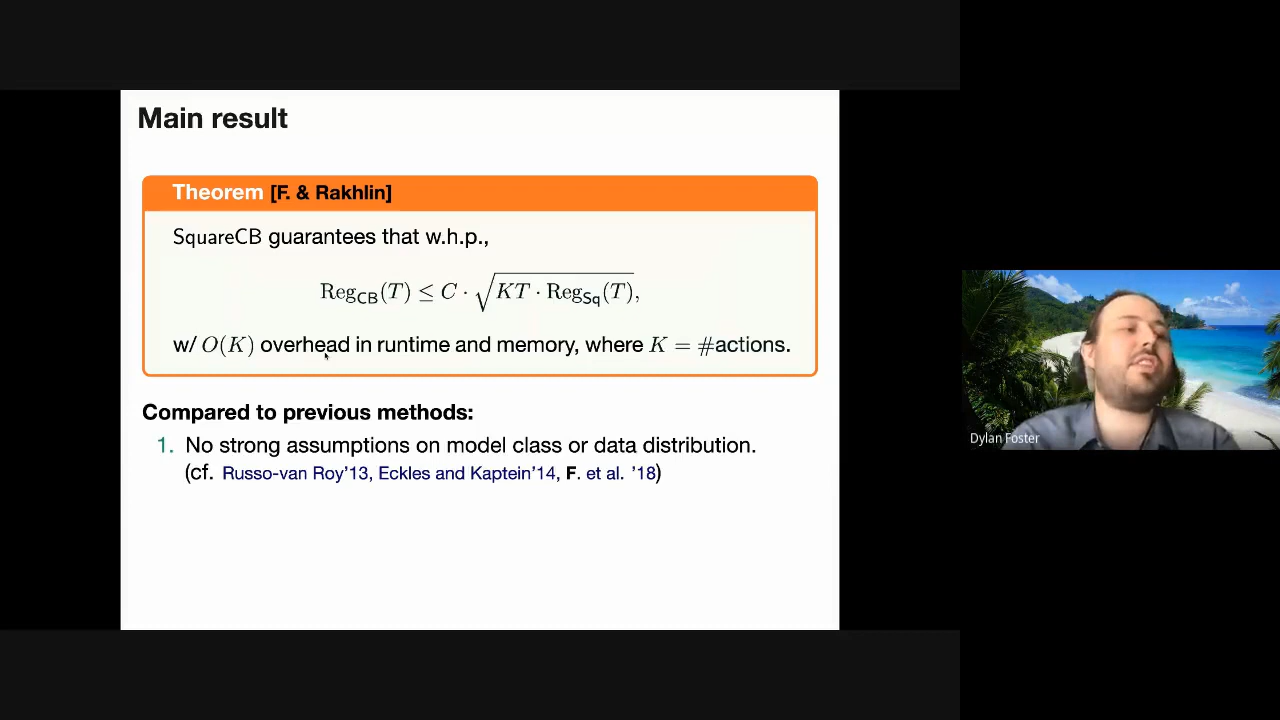 Main result
Theorem [F. & Rakhlin]
SquareCB guarantees that w.h.p.,
Reg_CB(T) ≤ C · √(KT · Reg_Sq(T)),
w/ O(K) overhead in runtime and memory, where K = #actions.
Compared to previous methods:
1. No strong assumptions on model class or data distribution.
(cf. Russo-van Roy'13, Eckles and Kaptein'14, F. et al. '18)
Dylan Foster